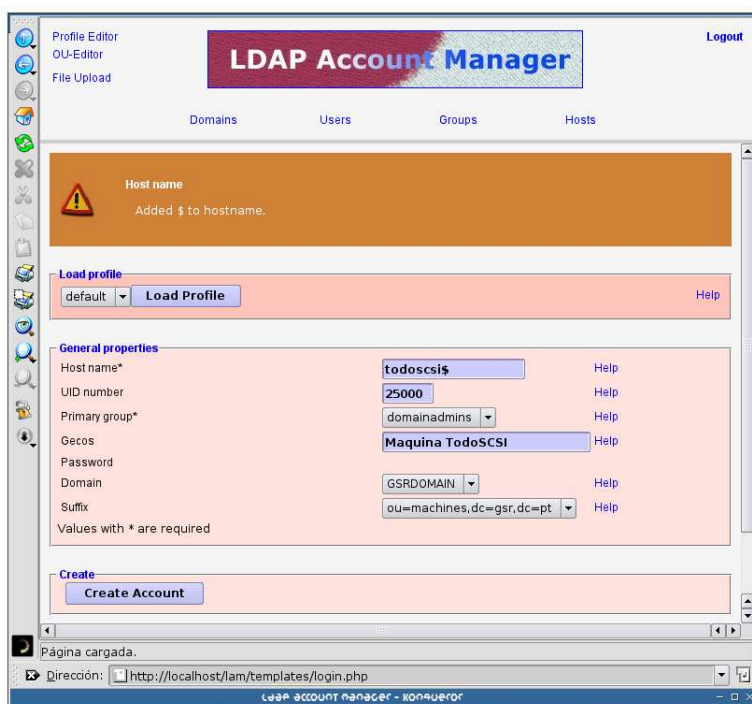 Profile Editor
OU-Editor
File Upload
LDAP Account Manager
Logout
Domains Users Groups Hosts
Host name
Added $ to hostname.
Load profile
default Load Profile Help
General properties
Host name* todoscsi$ Help
UID number 25000 Help
Primary group* domainadmins Help
Gecos Maquina TodoSCSI Help
Password
Domain GSRDOMAIN Help
Suffix ou=machines,dc=gsr,dc=pt Help
Values with * are required
Create
Create Account
Página cargada.
Dirección: http://localhost/lam/templates/login.php
LDAP Account Manager - Konqueror